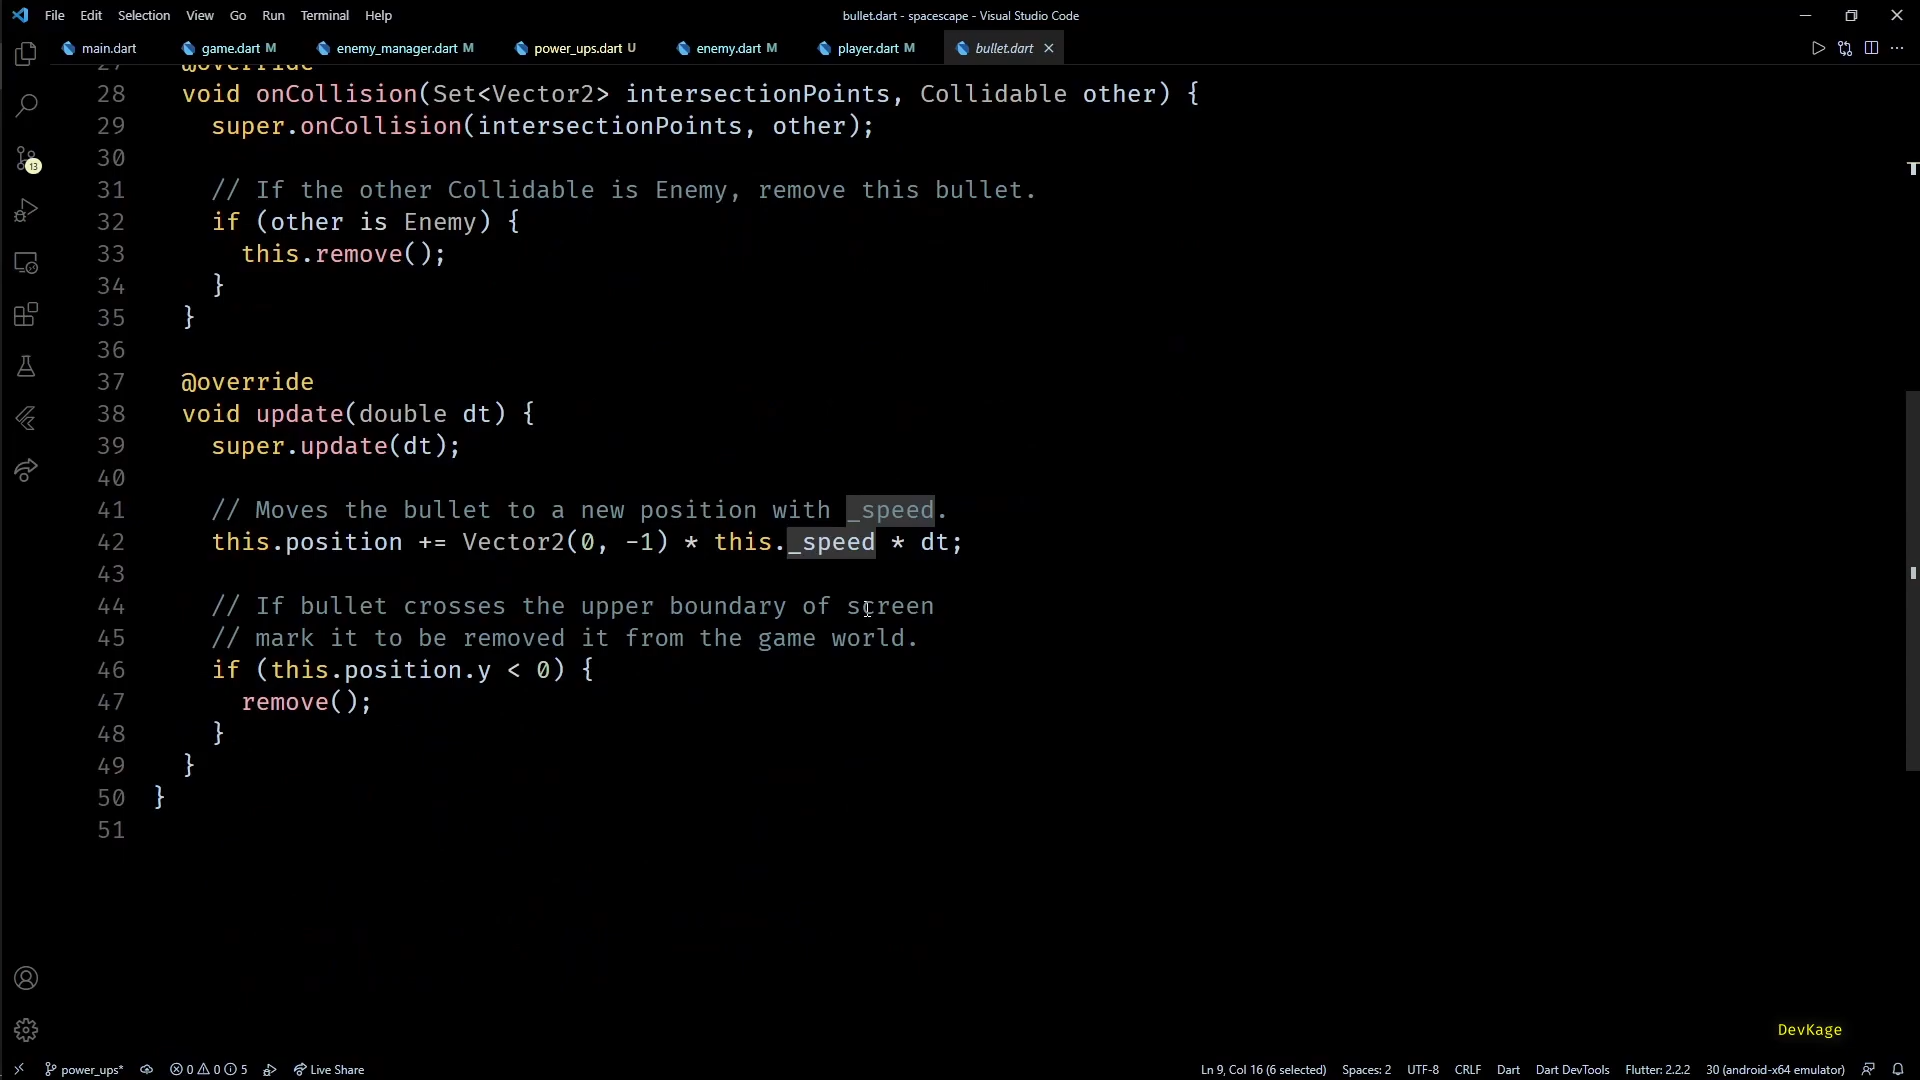 File Edit Selection View Go Run Terminal Help bullet.dart - spacescape - Visual Studio Code
main.dart game.dart M enemy_manager.dart M power_ups.dart U enemy.dart M player.dart M bullet.dart
27 @override
28 void onCollision(Set<Vector2> intersectionPoints, Collidable other) {
29 super.onCollision(intersectionPoints, other);
30
31 // If the other Collidable is Enemy, remove this bullet.
32 if (other is Enemy) {
33 this.remove();
34 }
35 }
36
37 @override
38 void update(double dt) {
39 super.update(dt);
40
41 // Moves the bullet to a new position with _speed.
42 this.position += Vector2(0, -1) * this._speed * dt;
43
44 // If bullet crosses the upper boundary of screen
45 // mark it to be removed it from the game world.
46 if (this.position.y < 0) {
47 remove();
48 }
49 }
50 }
51
13
DevKage
power_ups* 0 0 5 Live Share Ln 9, Col 16 (6 selected) Spaces: 2 UTF-8 CRLF Dart Dart DevTools Flutter: 2.2.2 30 (android-x64 emulator)